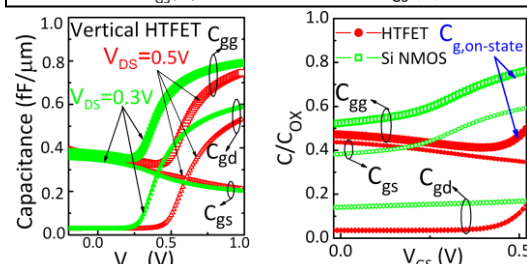 Vertical HTFET
V_DS=0.5V
V_DS=0.3V
C_gg
C_gd
C_gs
Capacitance (fF/μm)
0.8
0.6
0.4
0.2
0.0
0.0 0.5 1.0
(V)
HTFET
Si NMOS
C_g,on-state
C_gg
C_gs
C_gd
C/C_OX
1.0
0.8
0.6
0.4
0.2
0.0
0.0 0.5
V_GS (V)